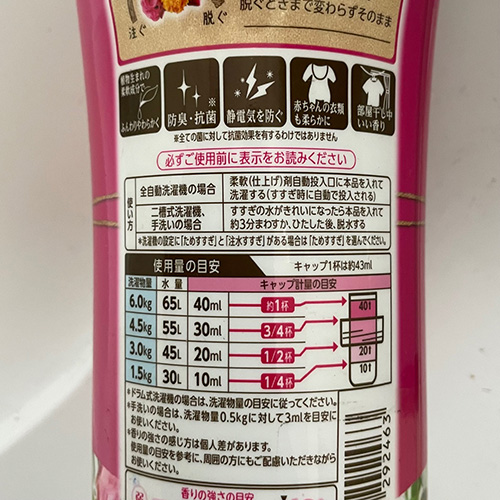 注ぐ
脱ぐ
脱ぐときまで変わらずそのまま
植物生まれの
柔軟成分で…
ふんわりやわらかく
防臭・抗菌※
静電気を防ぐ
赤ちゃんの衣類
も柔らかに
部屋干し中
いい香り
※全ての菌に対して抗菌効果を有するわけではありません
必ずご使用前に表示をお読みください
使い方
全自動洗濯機の場合
柔軟(仕上げ)剤自動投入口に本品を入れて
洗濯する(すすぎ時に自動で投入される)
二槽式洗濯機、
手洗いの場合
すすぎの水がきれいになったら本品を入れて
約3分まわすか、ひたした後、脱水する
※洗濯機の設定に「ためすすぎ」と「注水すすぎ」がある場合は「ためすすぎ」を選んでください。
使用量の目安
キャップ1杯は約43ml
洗濯物量 水量 キャップ計量の目安
6.0kg 65L 40ml 約1杯 40↑
4.5kg 55L 30ml 3/4杯
3.0kg 45L 20ml 1/2杯 20↑
1.5kg 30L 10ml 1/4杯 10↑
※ドラム式洗濯機の場合は、洗濯物量の目安に従ってください。
※手洗いの場合は、洗濯物量0.5kgに対して3mlを目安に
お使いください。
※香りの強さの感じ方は個人差があります。
使用量の目安を参考に、周囲の方にもご配慮いただきながら
お使いください。
香りの強さの目安
292463